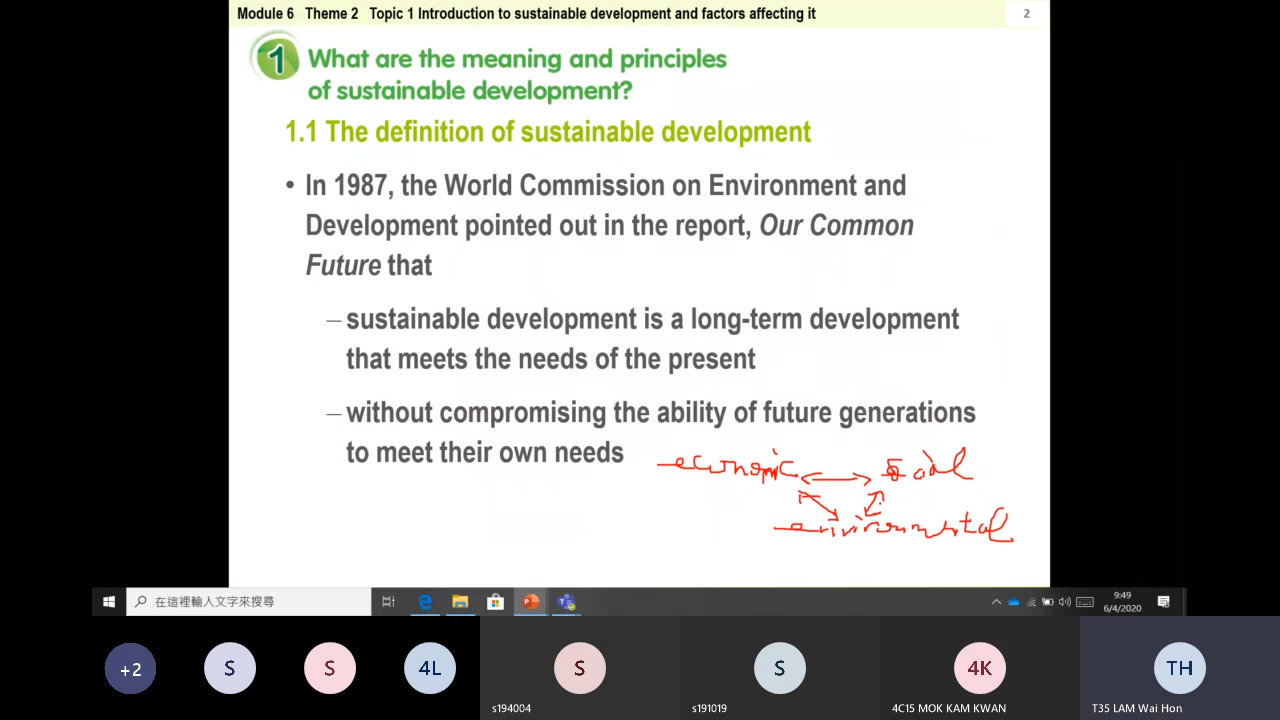 Module 6 Theme 2 Topic 1 Introduction to sustainable development and factors affecting it 2
1 What are the meaning and principles
of sustainable development?
1.1 The definition of sustainable development
• In 1987, the World Commission on Environment and
Development pointed out in the report, Our Common
Future that
– sustainable development is a long-term development
that meets the needs of the present
– without compromising the ability of future generations
to meet their own needs
economic social
environmental
在這裡輸入文字來搜尋
9:49
6/4/2020
+2 S S 4L S S 4K TH
s194004 s191019 4C15 MOK KAM KWAN T35 LAM Wai Hon